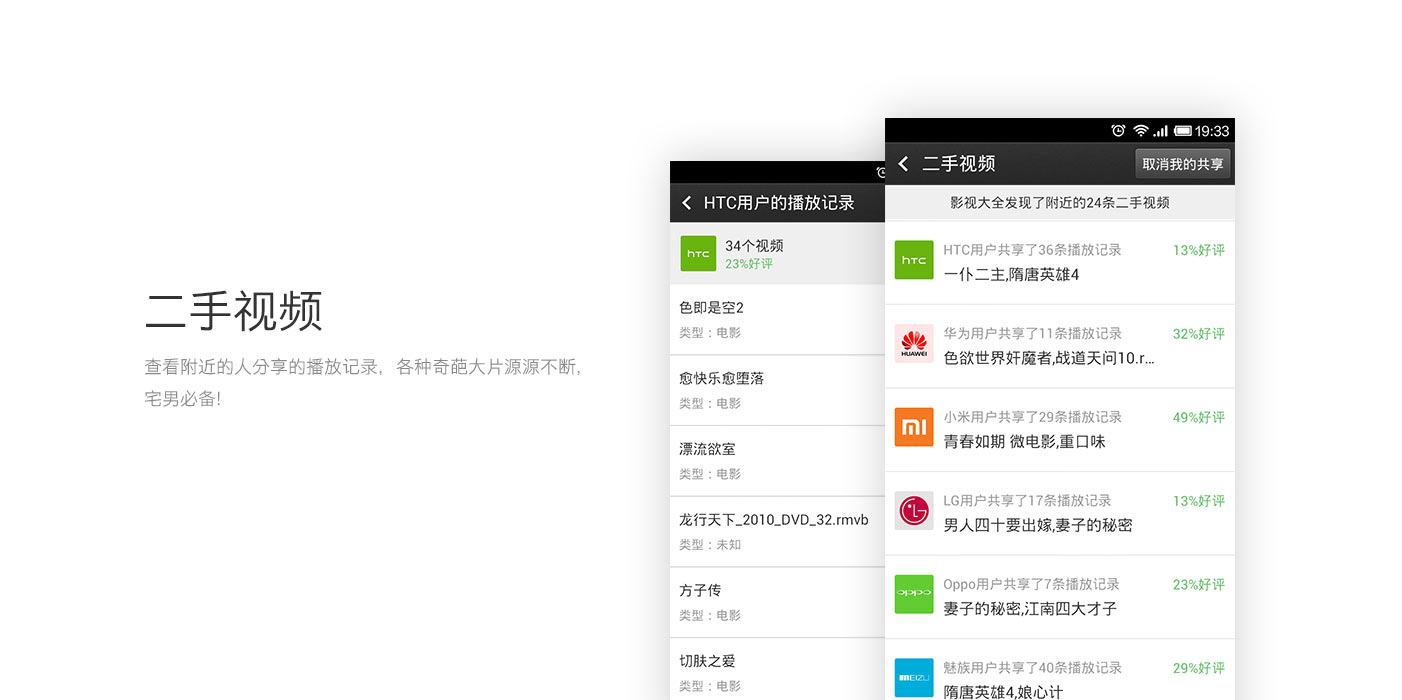 二手视频
查看附近的人分享的播放记录，各种奇葩大片源源不断，
宅男必备!
HTC用户的播放记录
hTC
34个视频
23%好评
色即是空2
类型：电影
愈快乐愈堕落
类型：电影
漂流欲室
类型：电影
龙行天下_2010_DVD_32.rmvb
类型：未知
方子传
类型：电影
切肤之爱
类型：电影
19:33
二手视频
取消我的共享
影视大全发现了附近的24条二手视频
hTC
HTC用户共享了36条播放记录
13%好评
一仆二主,隋唐英雄4
HUAWEI
华为用户共享了11条播放记录
32%好评
色欲世界奸魔者,战道天问10.r...
mi
小米用户共享了29条播放记录
49%好评
青春如期 微电影,重口味
LG用户共享了17条播放记录
13%好评
男人四十要出嫁,妻子的秘密
oppo
Oppo用户共享了7条播放记录
23%好评
妻子的秘密,江南四大才子
MEIZU
魅族用户共享了40条播放记录
29%好评
隋唐英雄4,娘心计